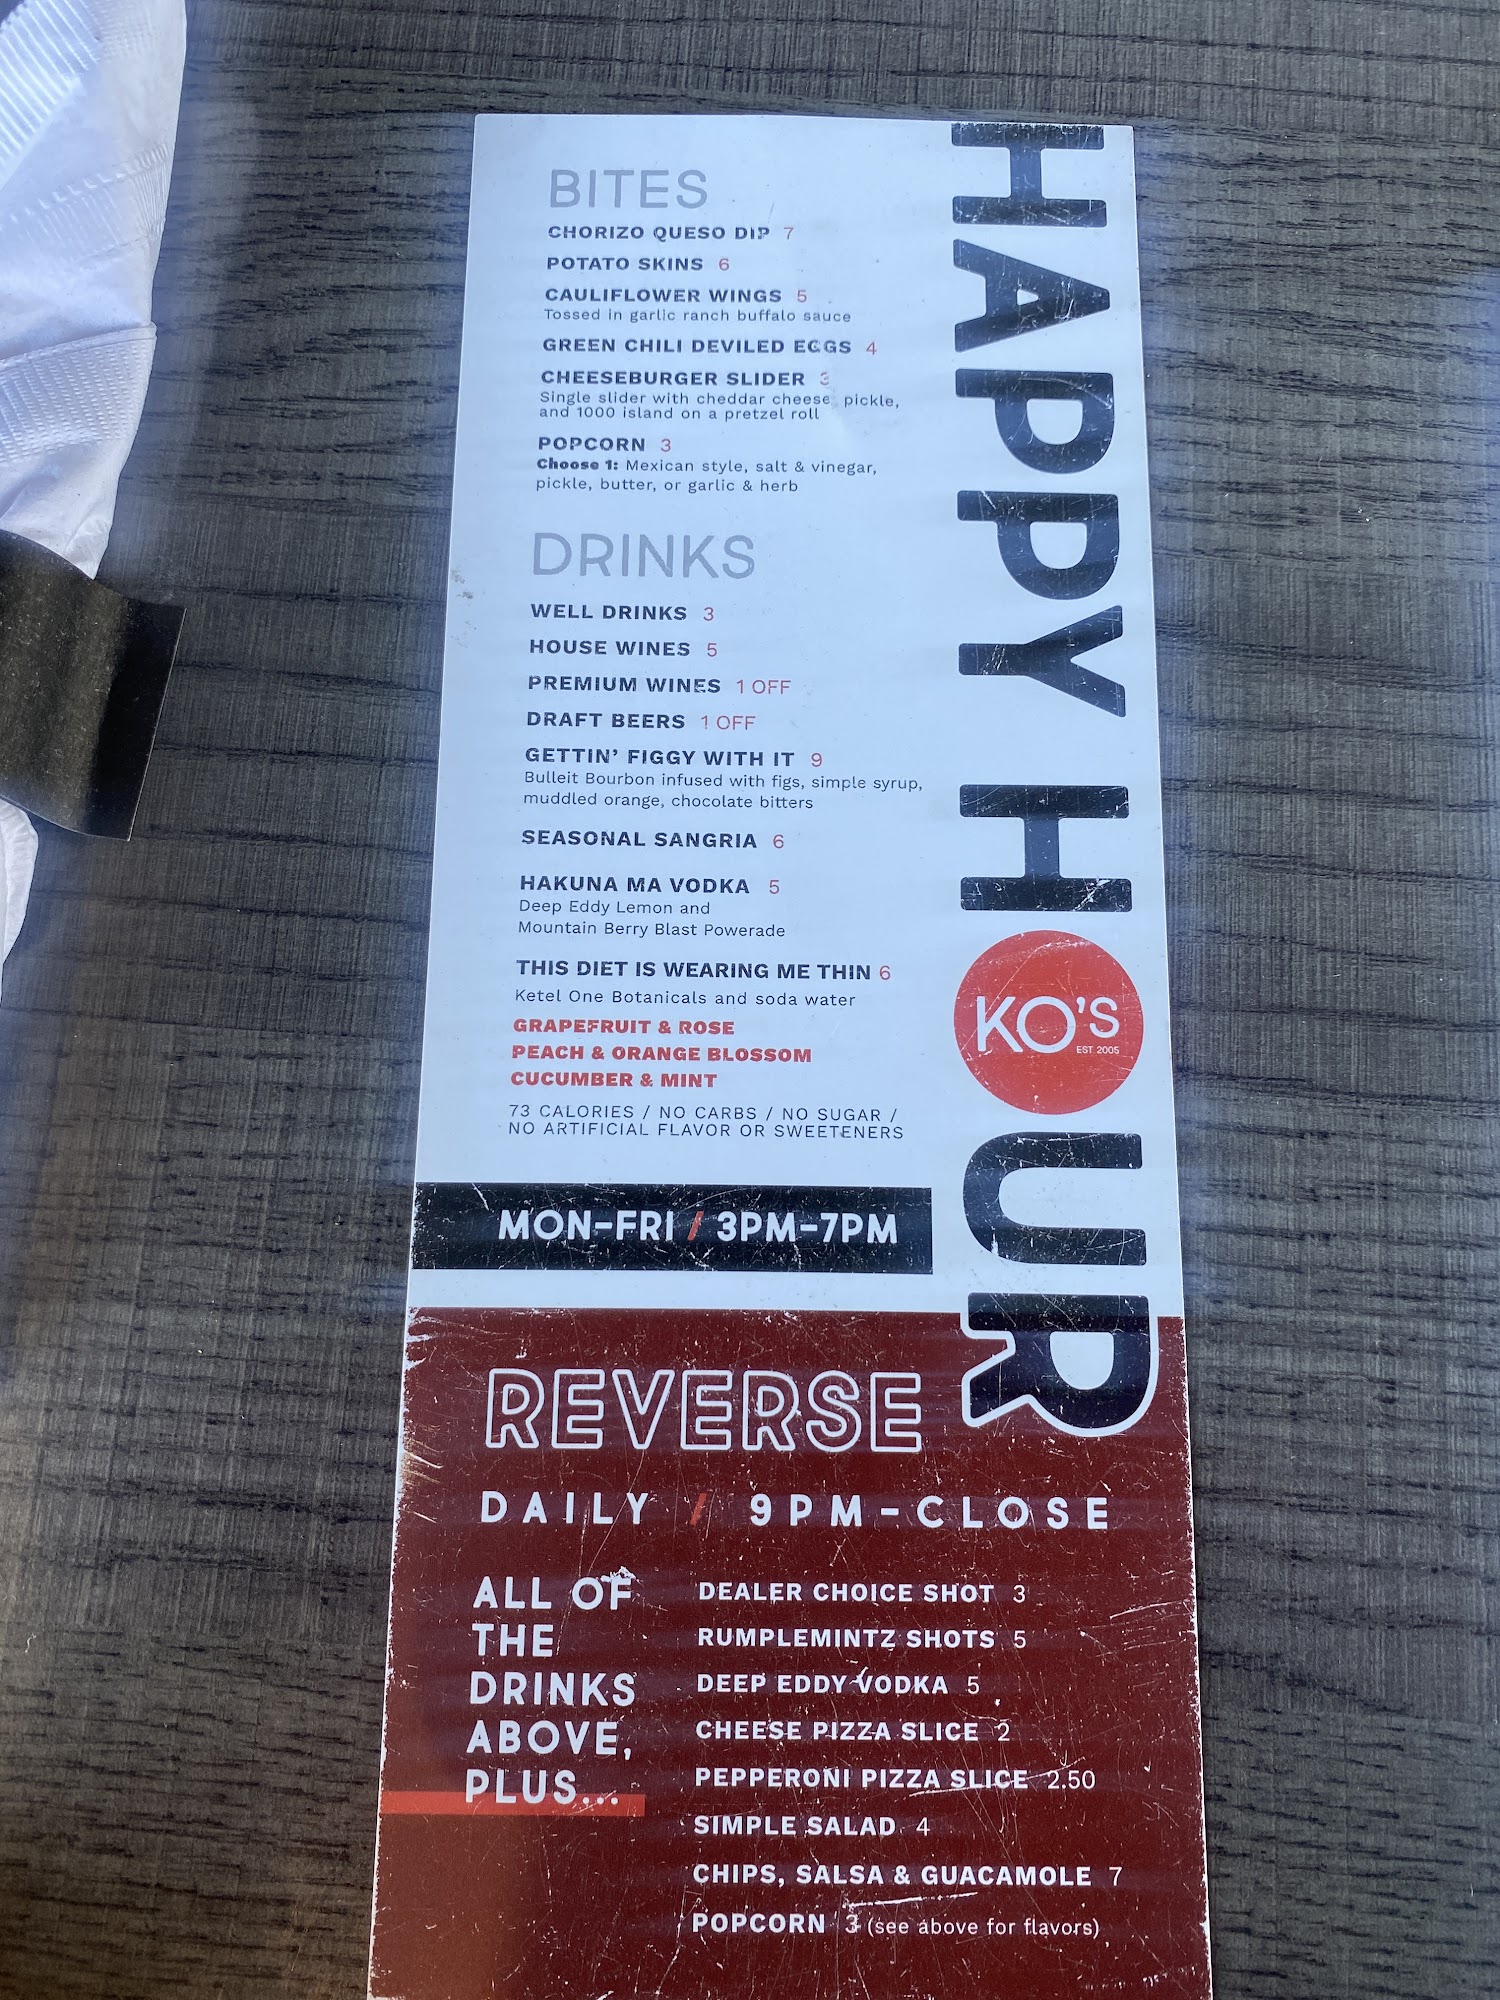 HAPPY HOUR
KO'S
EST. 2005
BITES
CHORIZO QUESO DIP 7
POTATO SKINS 6
CAULIFLOWER WINGS 5
Tossed in garlic ranch buffalo sauce
GREEN CHILI DEVILED EGGS 4
CHEESEBURGER SLIDER 3
Single slider with cheddar cheese, pickle,
and 1000 island on a pretzel roll
POPCORN 3
Choose 1: Mexican style, salt & vinegar,
pickle, butter, or garlic & herb
DRINKS
WELL DRINKS 3
HOUSE WINES 5
PREMIUM WINES 1 OFF
DRAFT BEERS 1 OFF
GETTIN' FIGGY WITH IT 9
Bulleit Bourbon infused with figs, simple syrup,
muddled orange, chocolate bitters
SEASONAL SANGRIA 6
HAKUNA MA VODKA 5
Deep Eddy Lemon and
Mountain Berry Blast Powerade
THIS DIET IS WEARING ME THIN 6
Ketel One Botanicals and soda water
GRAPEFRUIT & ROSE
PEACH & ORANGE BLOSSOM
CUCUMBER & MINT
73 CALORIES / NO CARBS / NO SUGAR /
NO ARTIFICIAL FLAVOR OR SWEETENERS
MON-FRI / 3PM-7PM
REVERSE
DAILY / 9PM-CLOSE
ALL OF
THE
DRINKS
ABOVE,
PLUS...
DEALER CHOICE SHOT 3
RUMPLEMINTZ SHOTS 5
DEEP EDDY VODKA 5
CHEESE PIZZA SLICE 2
PEPPERONI PIZZA SLICE 2.50
SIMPLE SALAD 4
CHIPS, SALSA & GUACAMOLE 7
POPCORN 3 (see above for flavors)